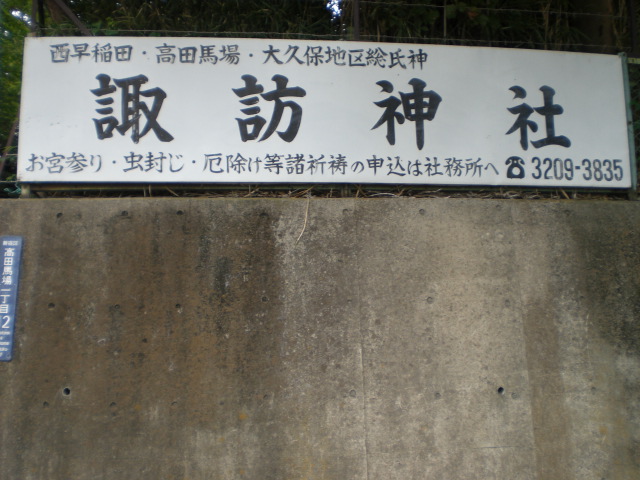 西早稲田・高田馬場・大久保地区総氏神
諏訪神社
お宮参り・虫封じ・厄除け等諸祈祷の申込は社務所へ ☎ 3209-3835
高田馬場一丁目
12